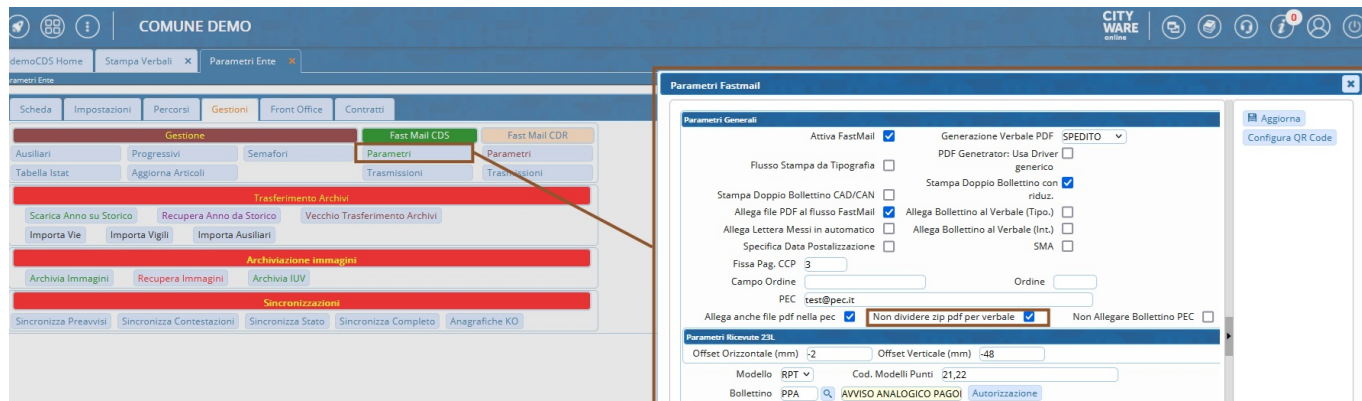 COMUNE DEMO
CITY WARE online
0
demoCDS Home Stampa Verbali × Parametri Ente ×
rametri Ente
Scheda Impostazioni Percorsi Gestioni Front Office Contratti
Gestione Fast Mail CDS Fast Mail CDR
Ausiliari Progressivi Semafori Parametri Parametri
Tabella Istat Aggiorna Articoli Trasmissioni Trasmissioni
Trasferimento Archivi
Scarica Anno su Storico Recupera Anno da Storico Vecchio Trasferimento Archivi
Importa Vie Importa Vigili Importa Ausiliari
Archiviazione immagini
Archivia Immagini Recupera Immagini Archivia IUV
Sincronizzazioni
Sincronizza Preavvisi Sincronizza Contestazioni Sincronizza Stato Sincronizza Completo Anagrafiche KO
Parametri Fastmail
Parametri Generali
Attiva FastMail Generazione Verbale PDF SPEDITO
Flusso Stampa da Tipografia PDF Genetrator: Usa Driver generico
Stampa Doppio Bollettino CAD/CAN Stampa Doppio Bollettino con riduz.
Allega file PDF al flusso FastMail Allega Bollettino al Verbale (Tipo.)
Allega Lettera Messi in automatico Allega Bollettino al Verbale (Int.)
Specifica Data Postalizzazione SMA
Fissa Pag. CCP 3
Campo Ordine Ordine
PEC test@pec.it
Allega anche file pdf nella pec Non dividere zip pdf per verbale Non Allegare Bollettino PEC
Parametri Ricevute 23L
Offset Orizzontale (mm) -2 Offset Verticale (mm) -48
Modello RPT Cod. Modelli Punti 21,22
Bollettino PPA AVVISO ANALOGICO PAGOI Autorizzazione
Aggiorna
Configura QR Code